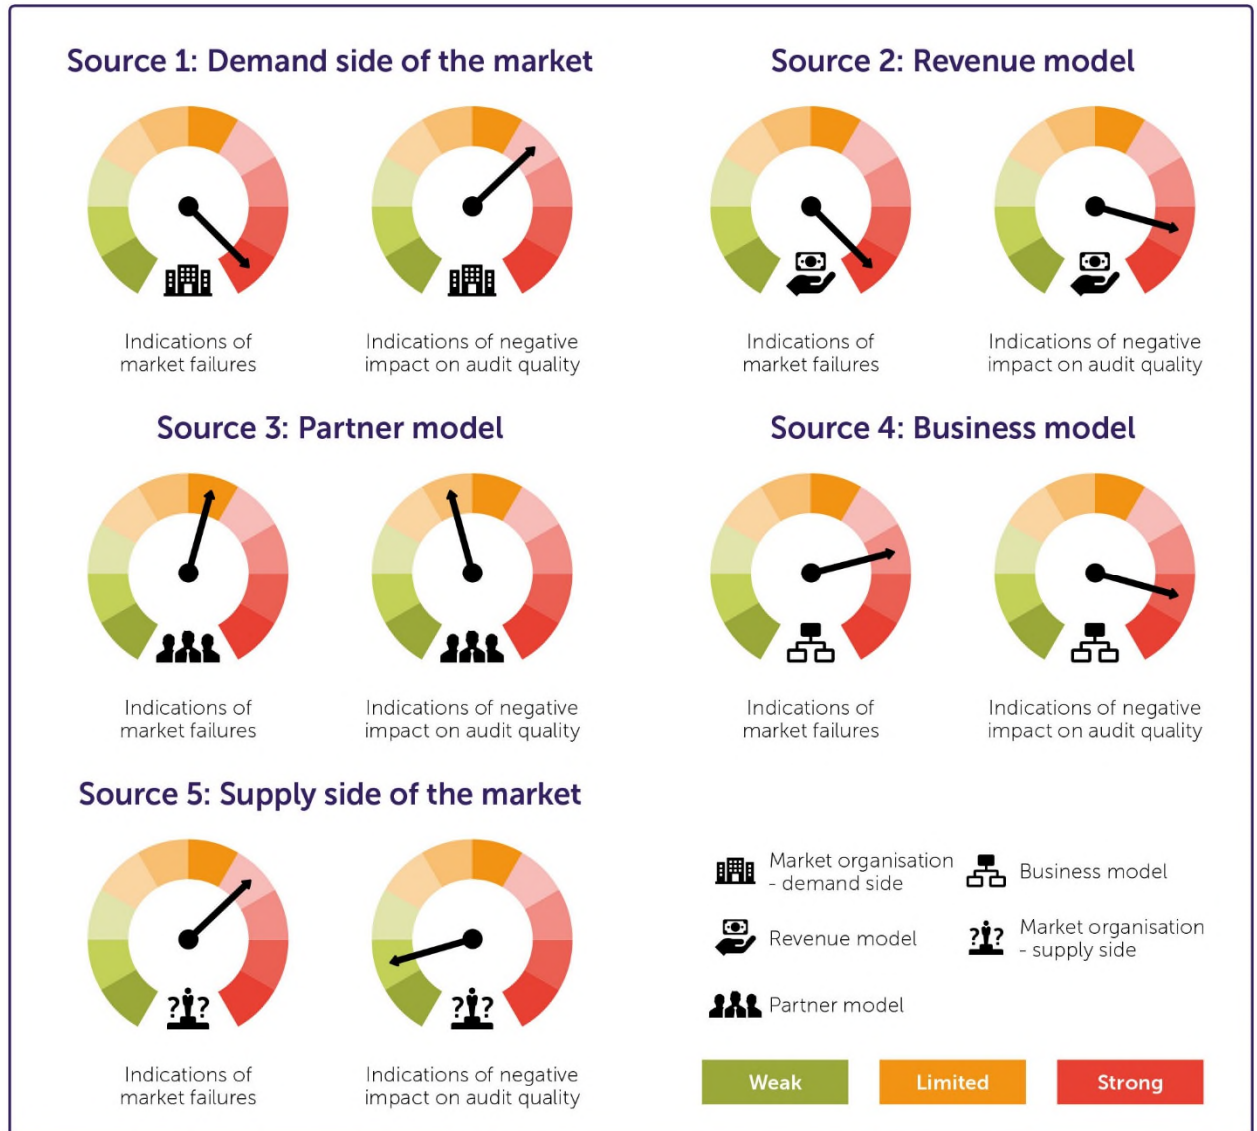 Source 1: Demand side of the market
Indications of
market failures
Indications of negative
impact on audit quality
Source 2: Revenue model
Indications of
market failures
Indications of negative
impact on audit quality
Source 3: Partner model
Indications of
market failures
Indications of negative
impact on audit quality
Source 4: Business model
Indications of
market failures
Indications of negative
impact on audit quality
Source 5: Supply side of the market
? ?
? ?
Indications of
market failures
Indications of negative
impact on audit quality
Market organisation
- demand side
Business model
Revenue model
? ?
Market organisation
- supply side
Partner model
Weak
Limited
Strong